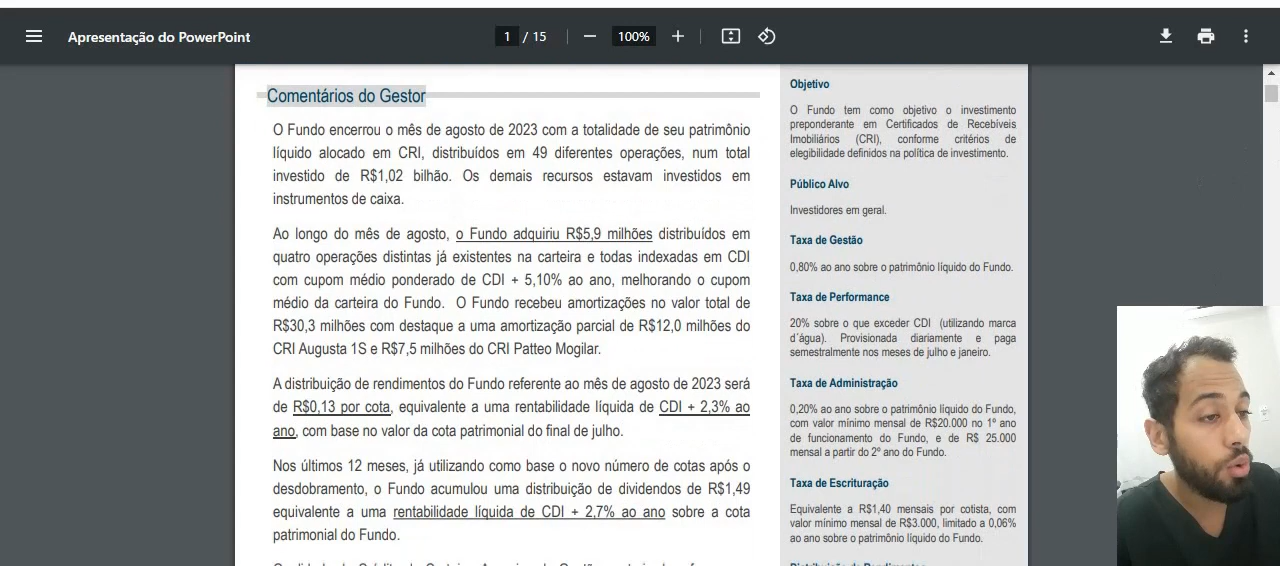 Apresentação do PowerPoint
1 / 15
100%
Comentários do Gestor
O Fundo encerrou o mês de agosto de 2023 com a totalidade de seu patrimônio
líquido alocado em CRI, distribuídos em 49 diferentes operações, num total
investido de R$1,02 bilhão. Os demais recursos estavam investidos em
instrumentos de caixa.
Ao longo do mês de agosto, o Fundo adquiriu R$5,9 milhões distribuídos em
quatro operações distintas já existentes na carteira e todas indexadas em CDI
com cupom médio ponderado de CDI + 5,10% ao ano, melhorando o cupom
médio da carteira do Fundo. O Fundo recebeu amortizações no valor total de
R$30,3 milhões com destaque a uma amortização parcial de R$12,0 milhões do
CRI Augusta 1S e R$7,5 milhões do CRI Patteo Mogilar.
A distribuição de rendimentos do Fundo referente ao mês de agosto de 2023 será
de R$0,13 por cota, equivalente a uma rentabilidade líquida de CDI + 2,3% ao
ano, com base no valor da cota patrimonial do final de julho.
Nos últimos 12 meses, já utilizando como base o novo número de cotas após o
desdobramento, o Fundo acumulou uma distribuição de dividendos de R$1,49
equivalente a uma rentabilidade líquida de CDI + 2,7% ao ano sobre a cota
patrimonial do Fundo.
Objetivo
O Fundo tem como objetivo o investimento
preponderante em Certificados de Recebíveis
Imobiliários (CRI), conforme critérios de
elegibilidade definidos na política de investimento.
Público Alvo
Investidores em geral.
Taxa de Gestão
0,80% ao ano sobre o patrimônio líquido do Fundo.
Taxa de Performance
20% sobre o que exceder CDI (utilizando marca
d´água). Provisionada diariamente e paga
semestralmente nos meses de julho e janeiro.
Taxa de Administração
0,20% ao ano sobre o patrimônio líquido do Fundo,
com valor mínimo mensal de R$20.000 no 1º ano
de funcionamento do Fundo, e de R$ 25.000
mensal a partir do 2º ano do Fundo.
Taxa de Escrituração
Equivalente a R$1,40 mensais por cotista, com
valor mínimo mensal de R$3.000, limitado a 0,06%
ao ano sobre o patrimônio líquido do Fundo.